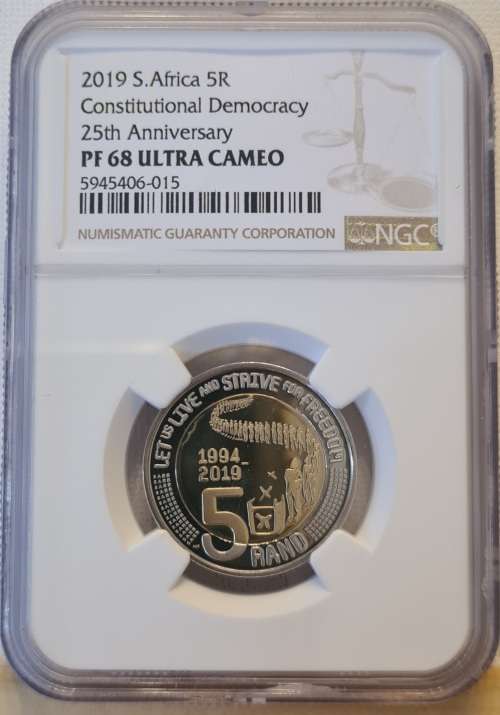 2019 S.Africa 5R
Constitutional Democracy
25th Anniversary
PF 68 ULTRA CAMEO
5945406-015
NUMISMATIC GUARANTY CORPORATION
NGC
LET US LIVE AND STRIVE FOR FREEDOM
1994-
2019
5
RAND